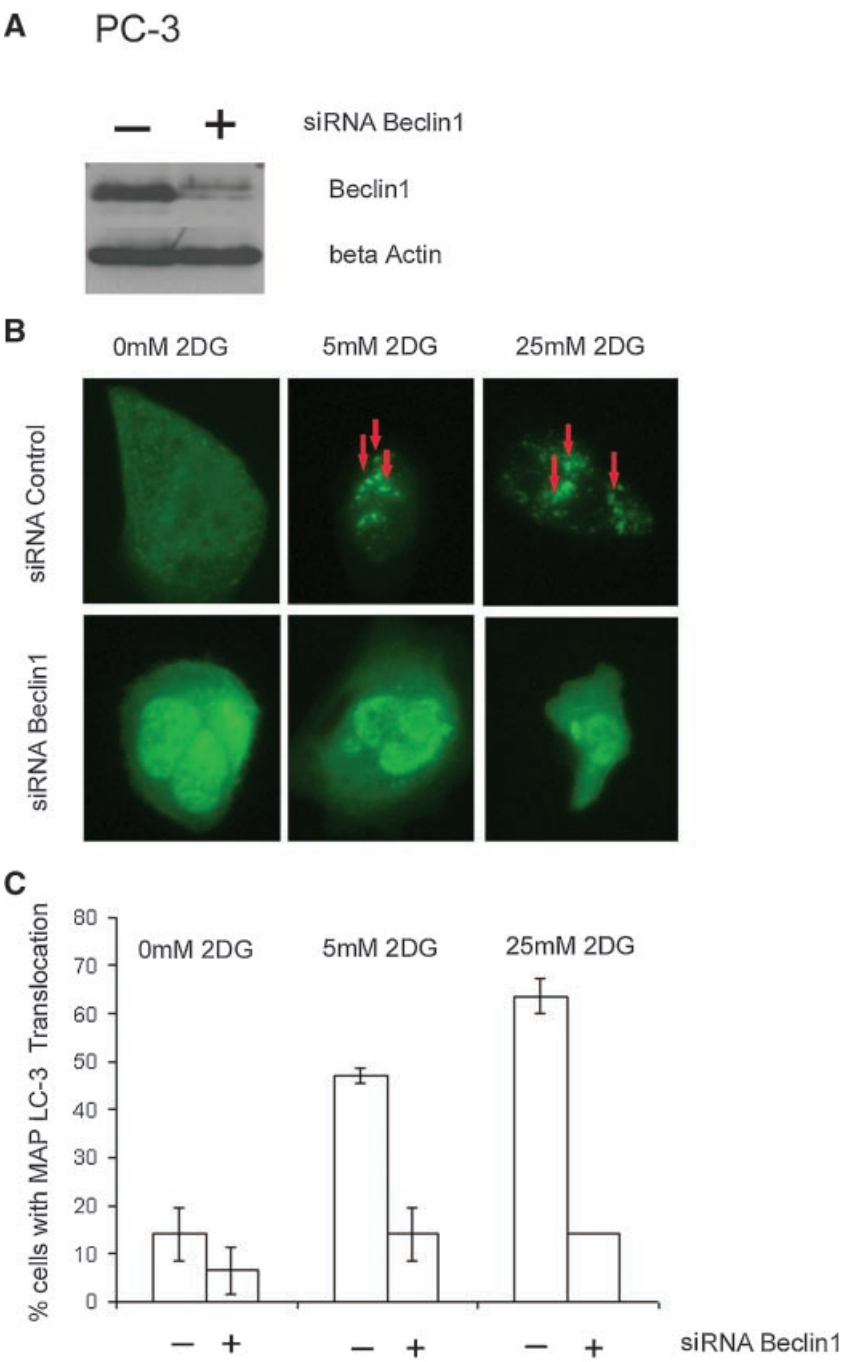 A PC-3
– + siRNA Beclin1
Beclin1
beta Actin
B
0mM 2DG 5mM 2DG 25mM 2DG
siRNA Control
siRNA Beclin1
C
% cells with MAP LC-3 Translocation
80
70
60
50
40
30
20
10
0
0mM 2DG 5mM 2DG 25mM 2DG
– + – + – + siRNA Beclin1